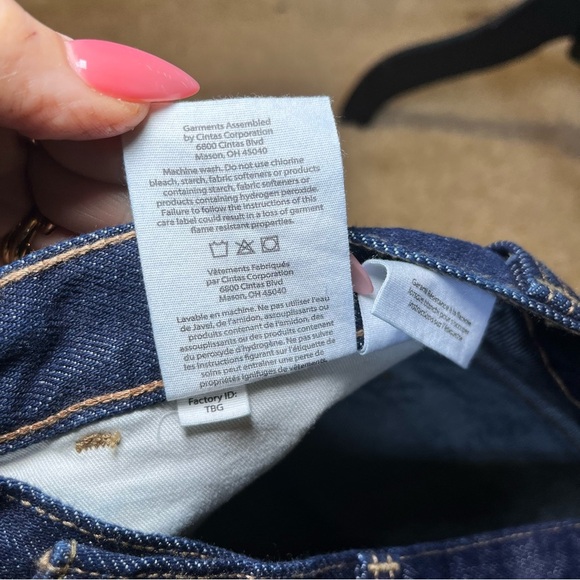 Garments Assembled
by Cintas Corporation
6800 Cintas Blvd
Mason, OH 45040
Machine wash. Do not use chlorine
bleach, starch, fabric softeners or products
containing starch, fabric softeners or
products containing hydrogen peroxide.
Failure to follow the instructions of this
care label could result in a loss of garment
flame resistant properties.
Vêtements Fabriqués
par Cintas Corporation
6800 Cintas Blvd
Mason, OH 45040
Lavable en machine. Ne pas utiliser l'eau
de Javel, de l'amidon, assouplissants
assouplissants ou des produits contenant
produits contenant de l'amidon, des
du peroxyde d'hydrogène. Ne pas suivre
les instructions figurant sur l'étiquette de
soins peut entraîner une perte de
propriétés ignifuges de vêtements.
Factory ID:
TBG